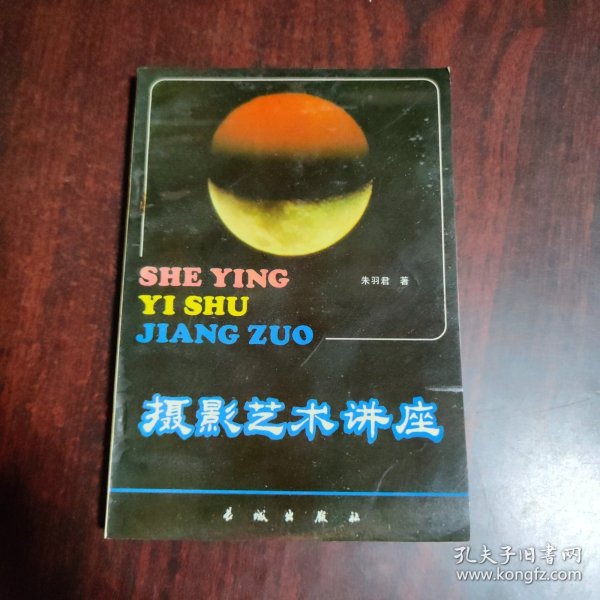 SHE YING
YI SHU
JIANG ZUO
朱羽君 著
摄影艺术讲座
长城出版社
孔夫子旧书网
www.kongfz.com